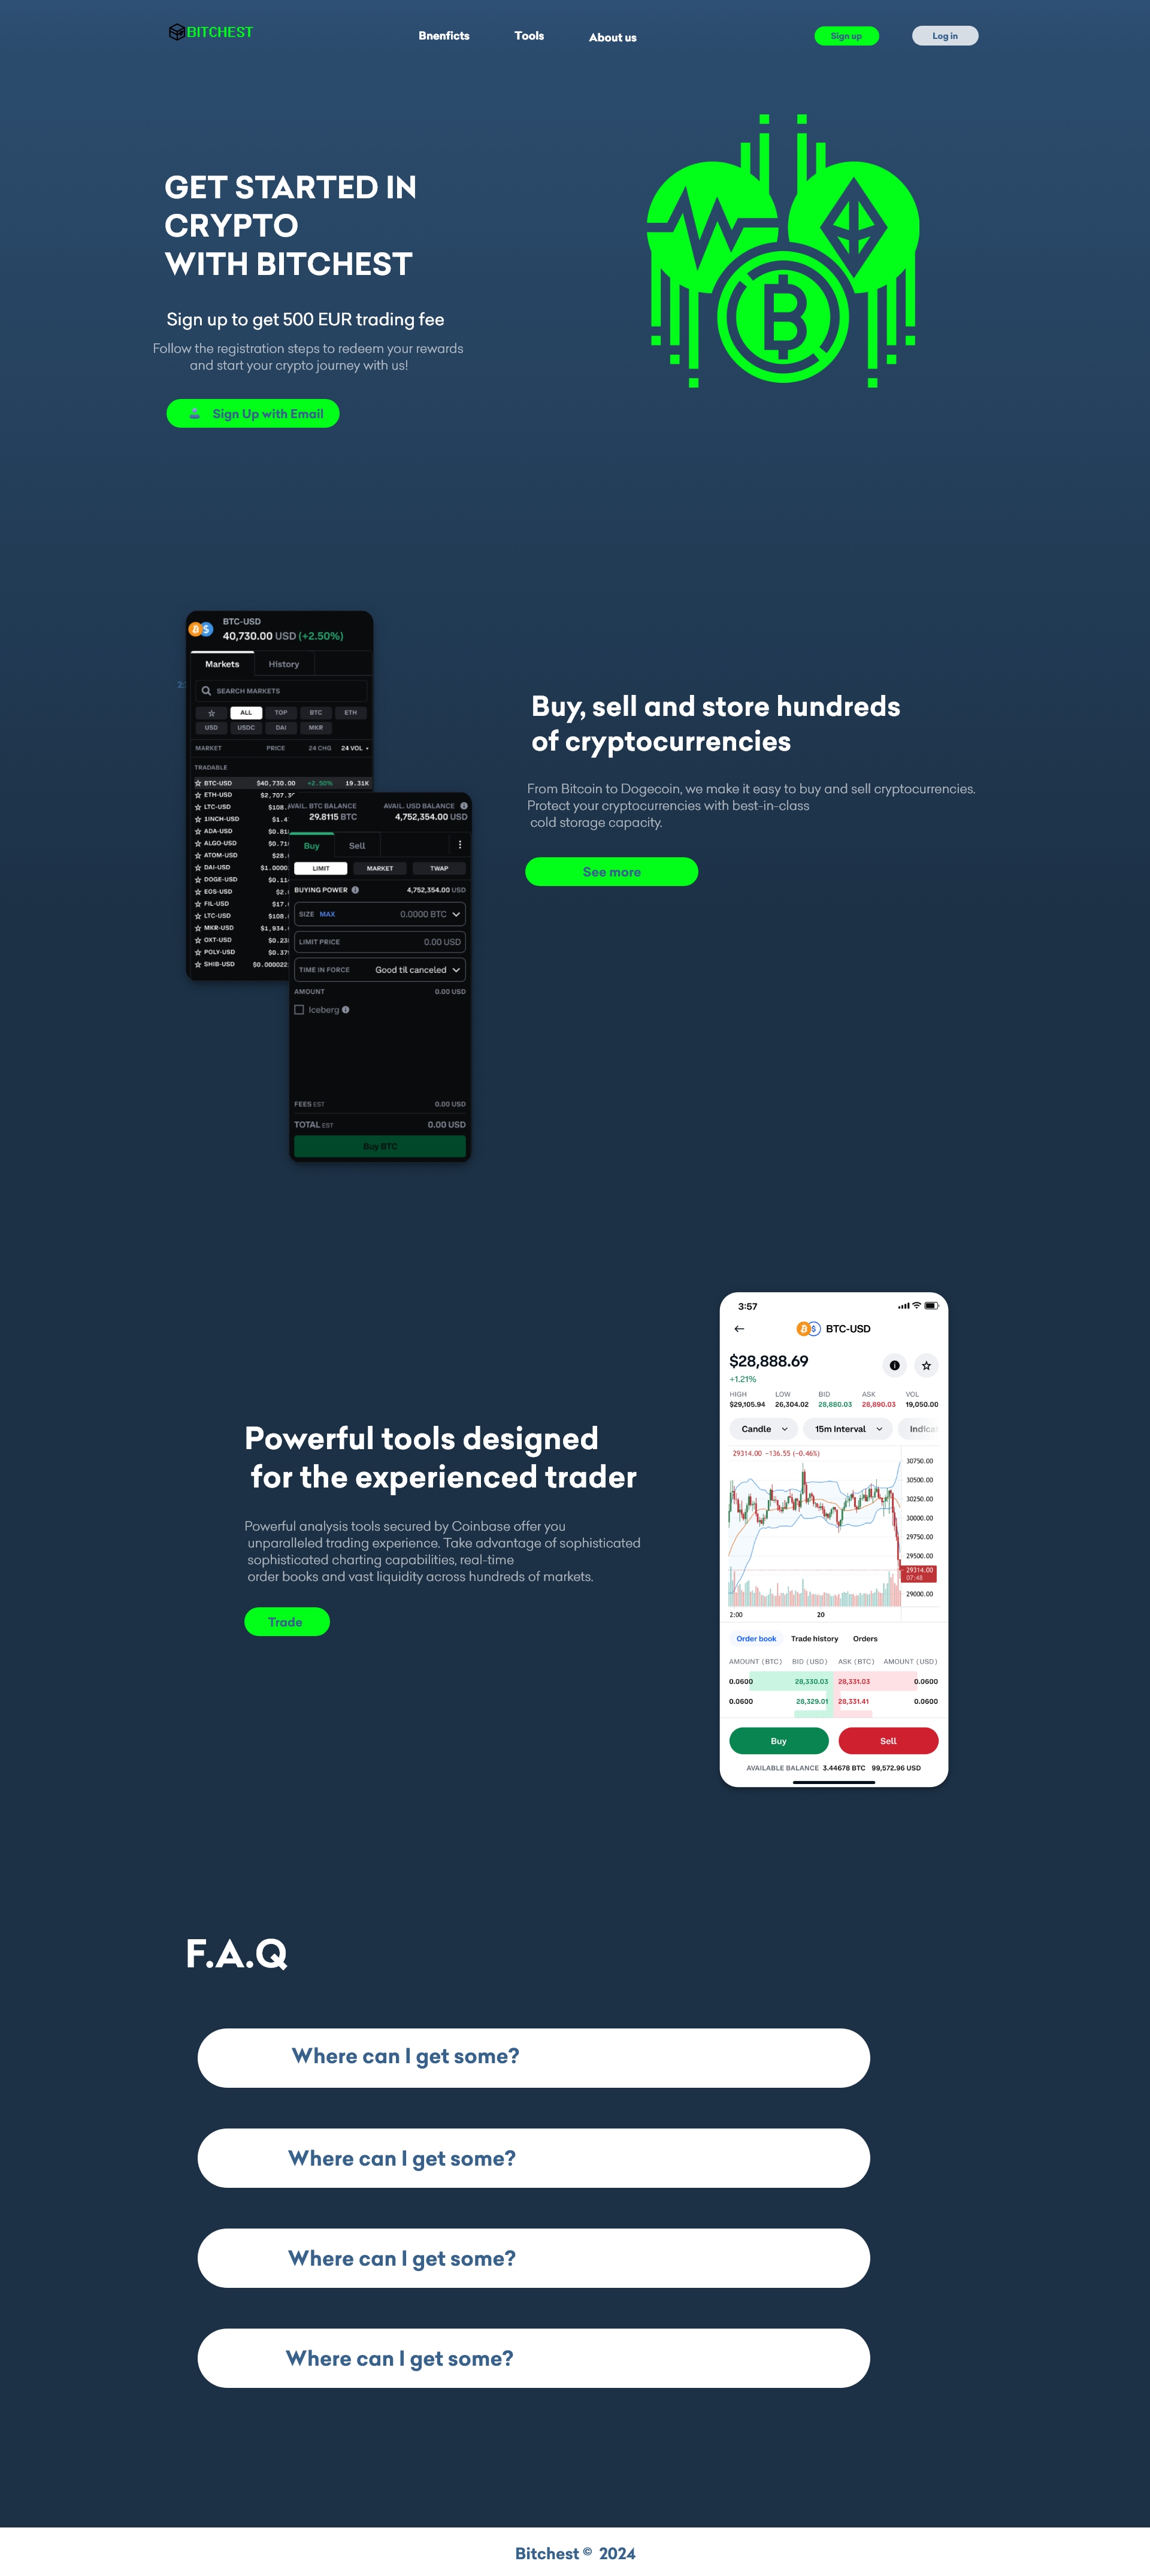 BITCHEST
Bnenficts
Tools
About us
Sign up
Log in
GET STARTED IN
CRYPTO
WITH BITCHEST
Sign up to get 500 EUR trading fee
Follow the registration steps to redeem your rewards
and start your crypto journey with us!
Sign Up with Email
BTC-USD
40,730.00 USD (+2.50%)
Markets
History
SEARCH MARKETS
ALL
TOP
BTC
ETH
USD
USDC
DAI
MKR
MARKET PRICE 24 CHG 24 VOL
TRADABLE
BTC-USD $40,730.00 +2.50% 19.31K
ETH-USD $2,707.
LTC-USD $108.
1INCH-USD $1.4
ADA-USD $0.81
ALGO-USD $0.71
ATOM-USD $28.
DAI-USD $1.0000
DOGE-USD $0.11
EOS-USD $2.
FIL-USD $17.
LTC-USD $108.
MKR-USD $1,934.
OXT-USD $0.23
POLY-USD $0.37
SHIB-USD $0.000022
AVAIL. BTC BALANCE AVAIL. USD BALANCE
29.8115 BTC 4,752,354.00 USD
Buy
Sell
LIMIT
MARKET
TWAP
BUYING POWER 4,752,354.00 USD
SIZE MAX 0.0000 BTC
LIMIT PRICE 0.00 USD
TIME IN FORCE Good til canceled
AMOUNT 0.00 USD
Iceberg
FEES EST 0.00 USD
TOTAL EST 0.00 USD
Buy BTC
Buy, sell and store hundreds
of cryptocurrencies
From Bitcoin to Dogecoin, we make it easy to buy and sell cryptocurrencies.
Protect your cryptocurrencies with best-in-class
cold storage capacity.
See more
Powerful tools designed
for the experienced trader
Powerful analysis tools secured by Coinbase offer you
unparalleled trading experience. Take advantage of sophisticated
sophisticated charting capabilities, real-time
order books and vast liquidity across hundreds of markets.
Trade
3:57
BTC-USD
$28,888.69
+1.21%
HIGH LOW BID ASK VOL
$29,105.94 26,304.02 28,880.03 28,890.03 19,050.00
Candle
15m Interval
Indica
29314.00 −136.55 (−0.46%)
30750.00
30500.00
30250.00
30000.00
29750.00
29500.00
29314.00
07:48
29000.00
2:00 20
Order book
Trade history
Orders
AMOUNT (BTC) BID (USD) ASK (BTC) AMOUNT (USD)
0.0600 28,330.03 28,331.03 0.0600
0.0600 28,329.01 28,331.41 0.0600
Buy
Sell
AVAILABLE BALANCE 3.44678 BTC 99,572.96 USD
F.A.Q
Where can I get some?
Where can I get some?
Where can I get some?
Where can I get some?
Bitchest © 2024